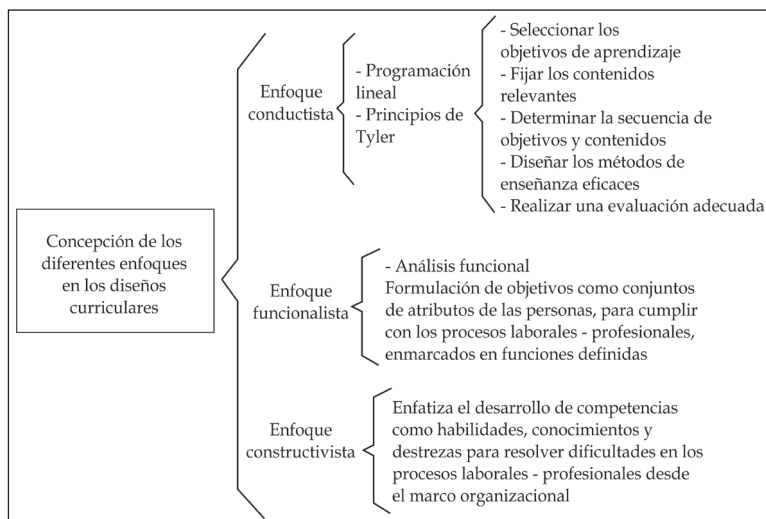 Concepción de los
diferentes enfoques
en los diseños
curriculares
Enfoque
conductista
- Programación
lineal
- Principios de
Tyler
- Seleccionar los
objetivos de aprendizaje
- Fijar los contenidos
relevantes
- Determinar la secuencia de
objetivos y contenidos
- Diseñar los métodos de
enseñanza eficaces
- Realizar una evaluación adecuada
Enfoque
funcionalista
- Análisis funcional
Formulación de objetivos como conjuntos
de atributos de las personas, para cumplir
con los procesos laborales - profesionales,
enmarcados en funciones definidas
Enfoque
constructivista
Enfatiza el desarrollo de competencias
como habilidades, conocimientos y
destrezas para resolver dificultades en los
procesos laborales - profesionales desde
el marco organizacional